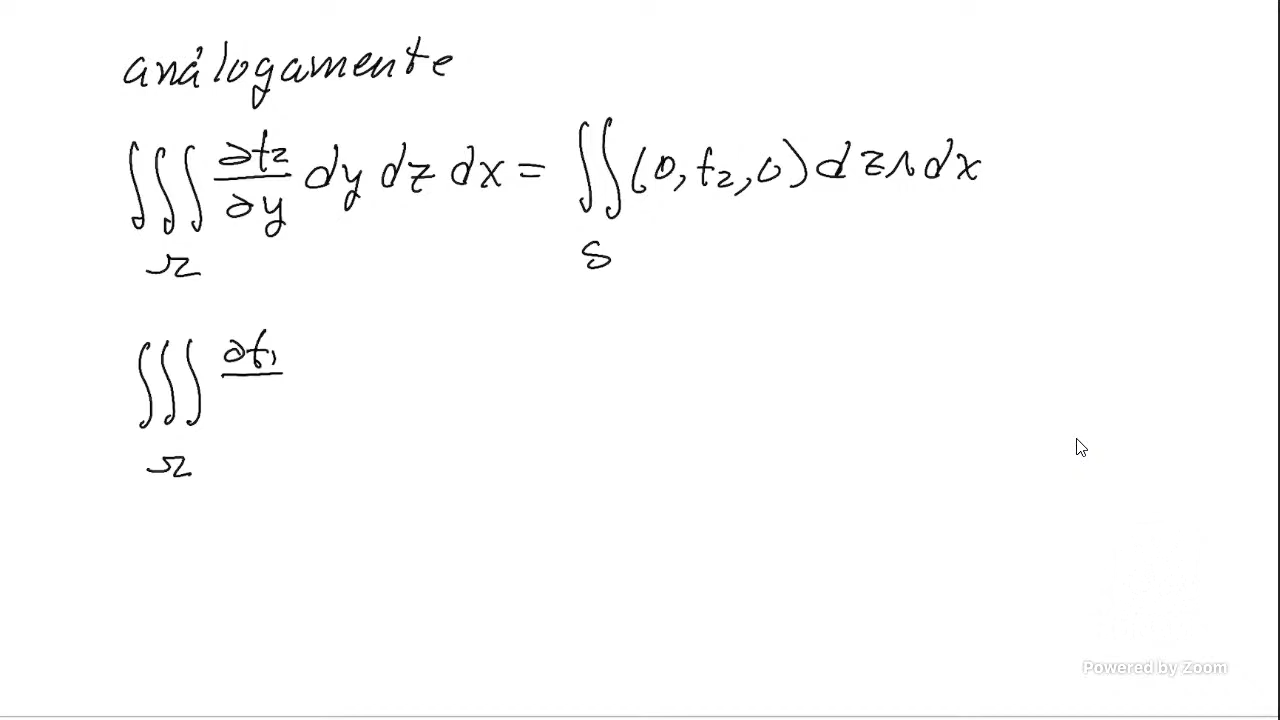 análogamente
∫∫∫_Ω ∂f₂/∂y dy dz dx = ∫∫_S (0, f₂, 0) dz∧dx
∫∫∫_Ω ∂f₁
Powered by Zoom